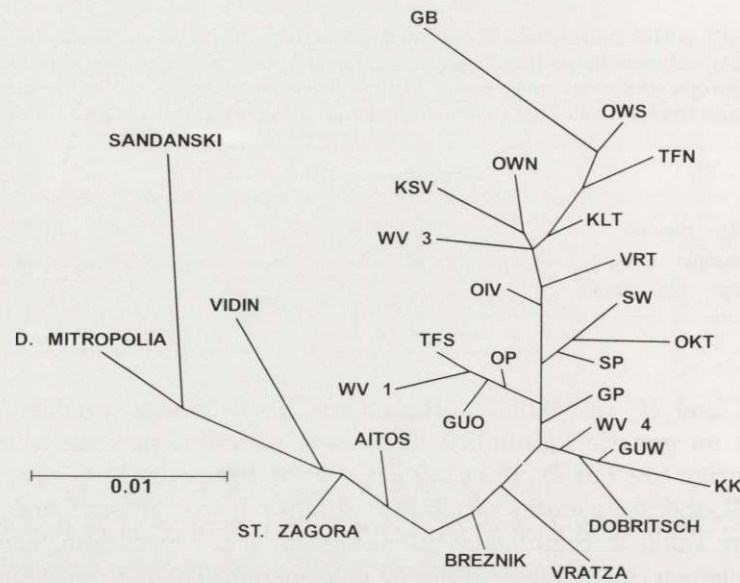 GB
OWS
SANDANSKI
OWN
TFN
KSV
KLT
WV 3
VRT
OIV
SW
VIDIN
D. MITROPOLIA
TFS
OP
OKT
SP
WV 1
GUO
GP
WV 4
AITOS
GUW
KK
0.01
ST. ZAGORA
DOBRITSCH
BREZNIK
VRATZA